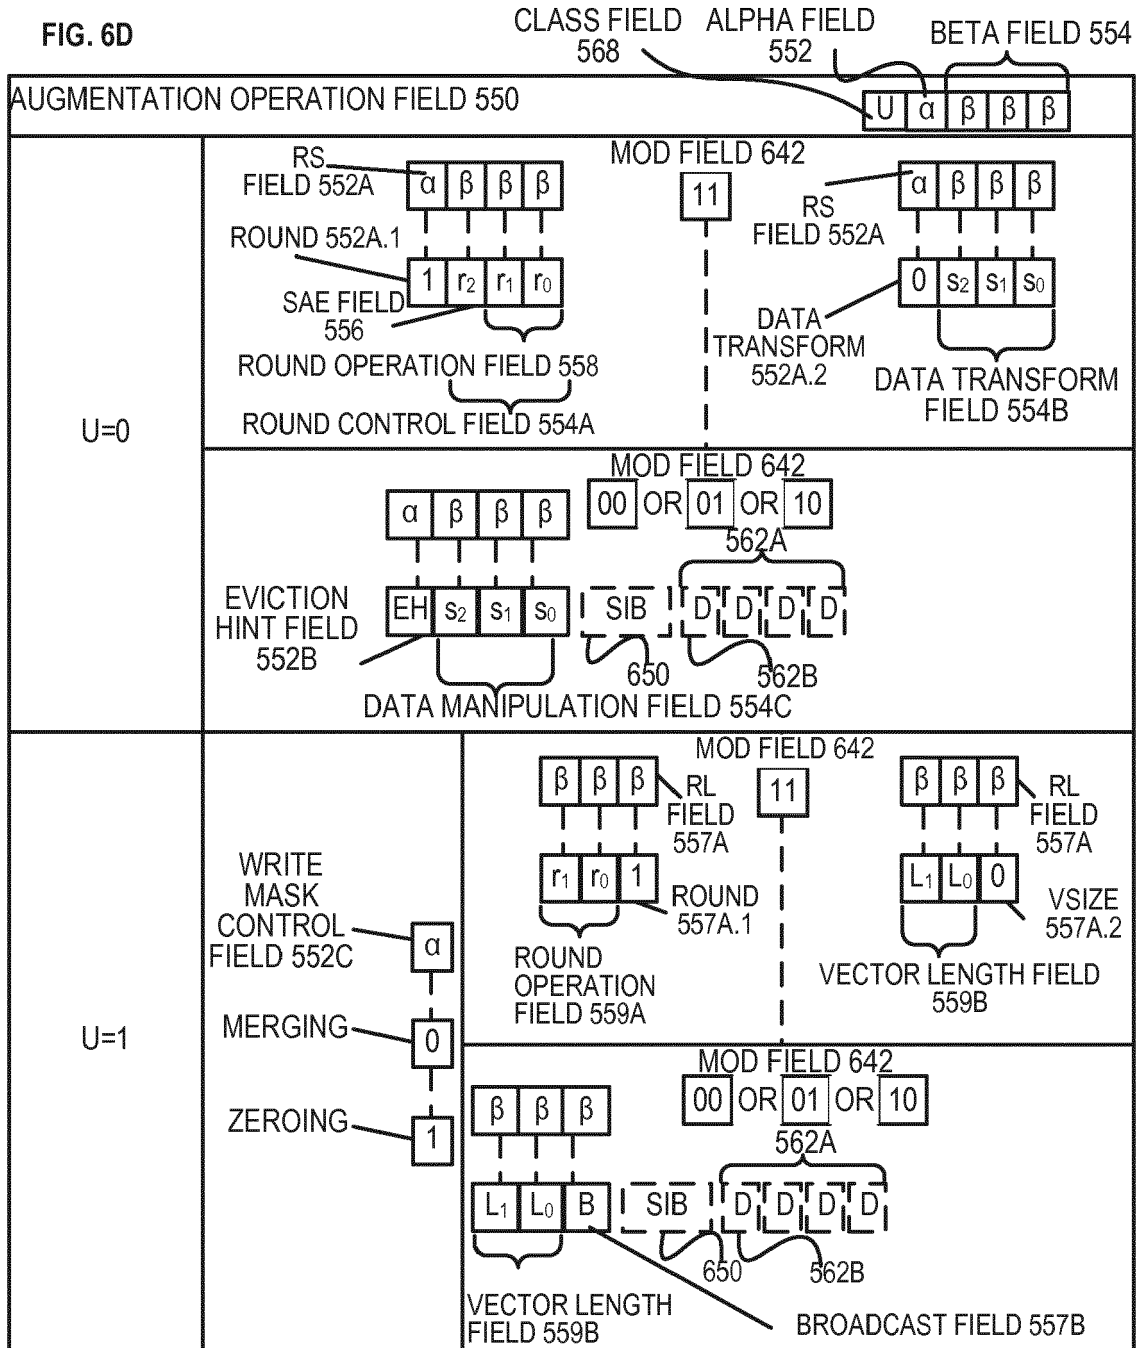 FIG. 6D
CLASS FIELD
568
ALPHA FIELD
552
BETA FIELD 554
AUGMENTATION OPERATION FIELD 550
U α β β β
U=0
RS
FIELD 552A
α β β β
ROUND 552A.1
1 r2 r1 r0
SAE FIELD
556
ROUND OPERATION FIELD 558
ROUND CONTROL FIELD 554A
MOD FIELD 642
11
α β β β
RS
FIELD 552A
0 s2 s1 s0
DATA
TRANSFORM
552A.2
DATA TRANSFORM
FIELD 554B
MOD FIELD 642
00 OR 01 OR 10
α β β β
562A
EVICTION
HINT FIELD
552B
EH s2 s1 s0 SIB D D D D
650
562B
DATA MANIPULATION FIELD 554C
U=1
WRITE
MASK
CONTROL
FIELD 552C
α
MERGING
0
ZEROING
1
MOD FIELD 642
11
β β β
RL
FIELD
557A
r1 r0 1
ROUND
557A.1
ROUND
OPERATION
FIELD 559A
β β β
RL
FIELD
557A
L1 L0 0
VSIZE
557A.2
VECTOR LENGTH FIELD
559B
MOD FIELD 642
00 OR 01 OR 10
β β β
562A
L1 L0 B SIB D D D D
650
562B
VECTOR LENGTH
FIELD 559B
BROADCAST FIELD 557B